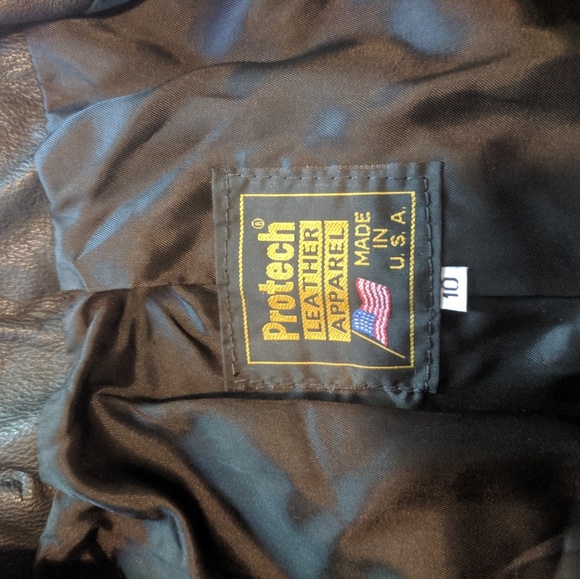 Protech®
LEATHER
APPAREL
MADE
IN
U.S.A.
10